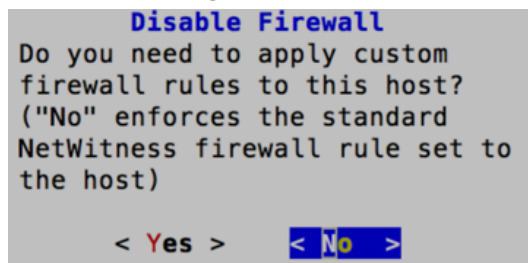 Disable Firewall
Do you need to apply custom
firewall rules to this host?
("No" enforces the standard
NetWitness firewall rule set to
the host)
< Yes > < No >